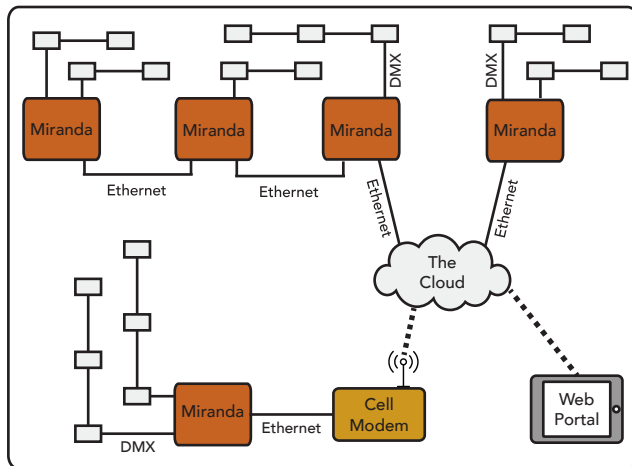 DMX
DMX
Miranda
Miranda
Miranda
Miranda
Ethernet
Ethernet
Ethernet
Ethernet
The
Cloud
Miranda
Ethernet
DMX
Cell
Modem
Web
Portal